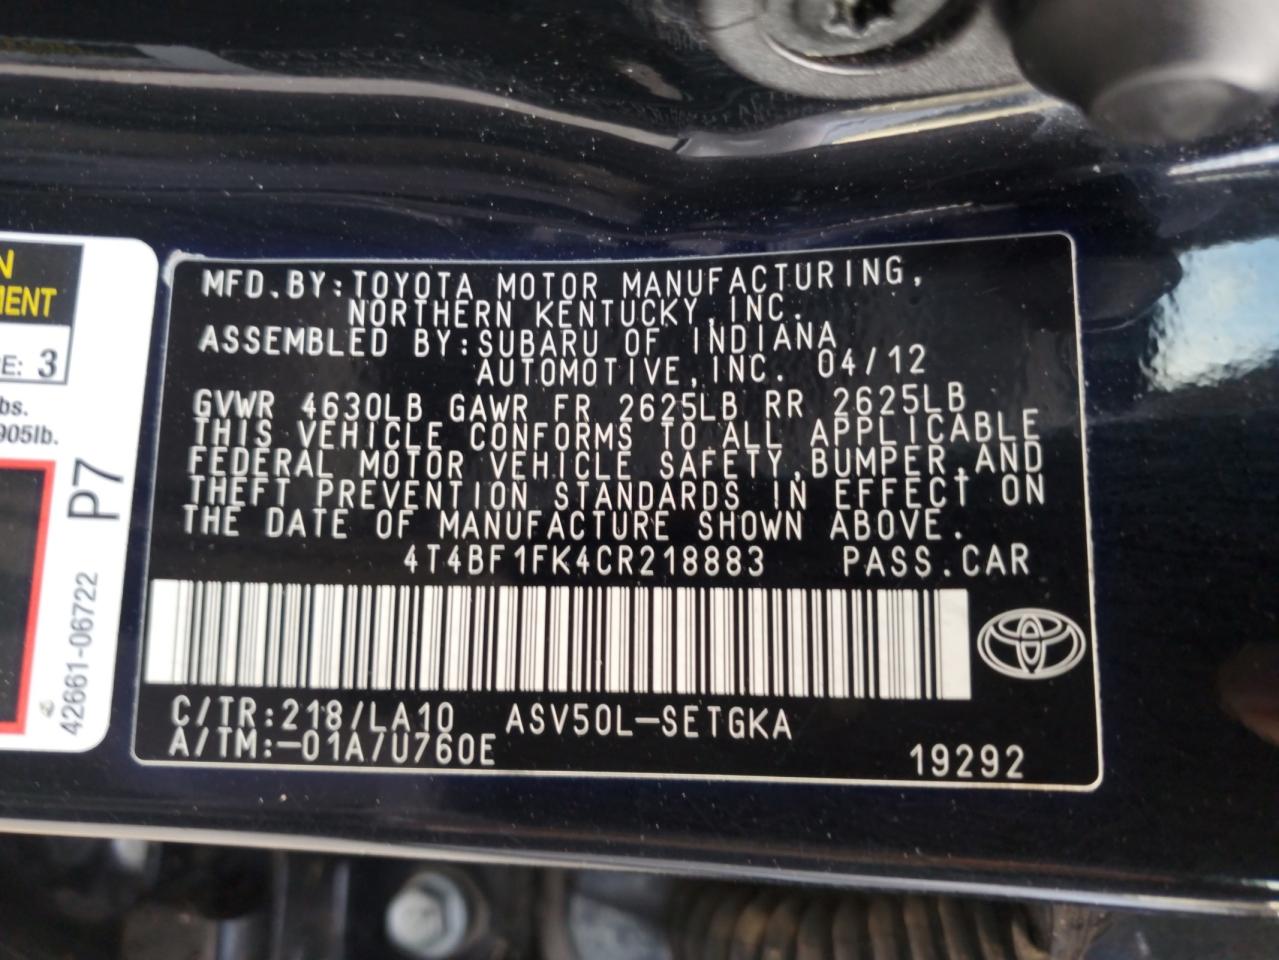 MFD.BY:TOYOTA MOTOR MANUFACTURING,
NORTHERN KENTUCKY,INC.
ASSEMBLED BY:SUBARU OF INDIANA
AUTOMOTIVE,INC. 04/12
GVWR 4630LB GAWR FR 2625LB RR 2625LB
THIS VEHICLE CONFORMS TO ALL APPLICABLE
FEDERAL MOTOR VEHICLE SAFETY,BUMPER,AND
THEFT PREVENTION STANDARDS IN EFFECT ON
THE DATE OF MANUFACTURE SHOWN ABOVE.
4T4BF1FK4CR218883 PASS.CAR
C/TR:218/LA10 ASV50L-SETGKA
A/TM:-01A/U760E
19292
N
MENT
E: 3
bs.
905lb.
P7
42661-06722